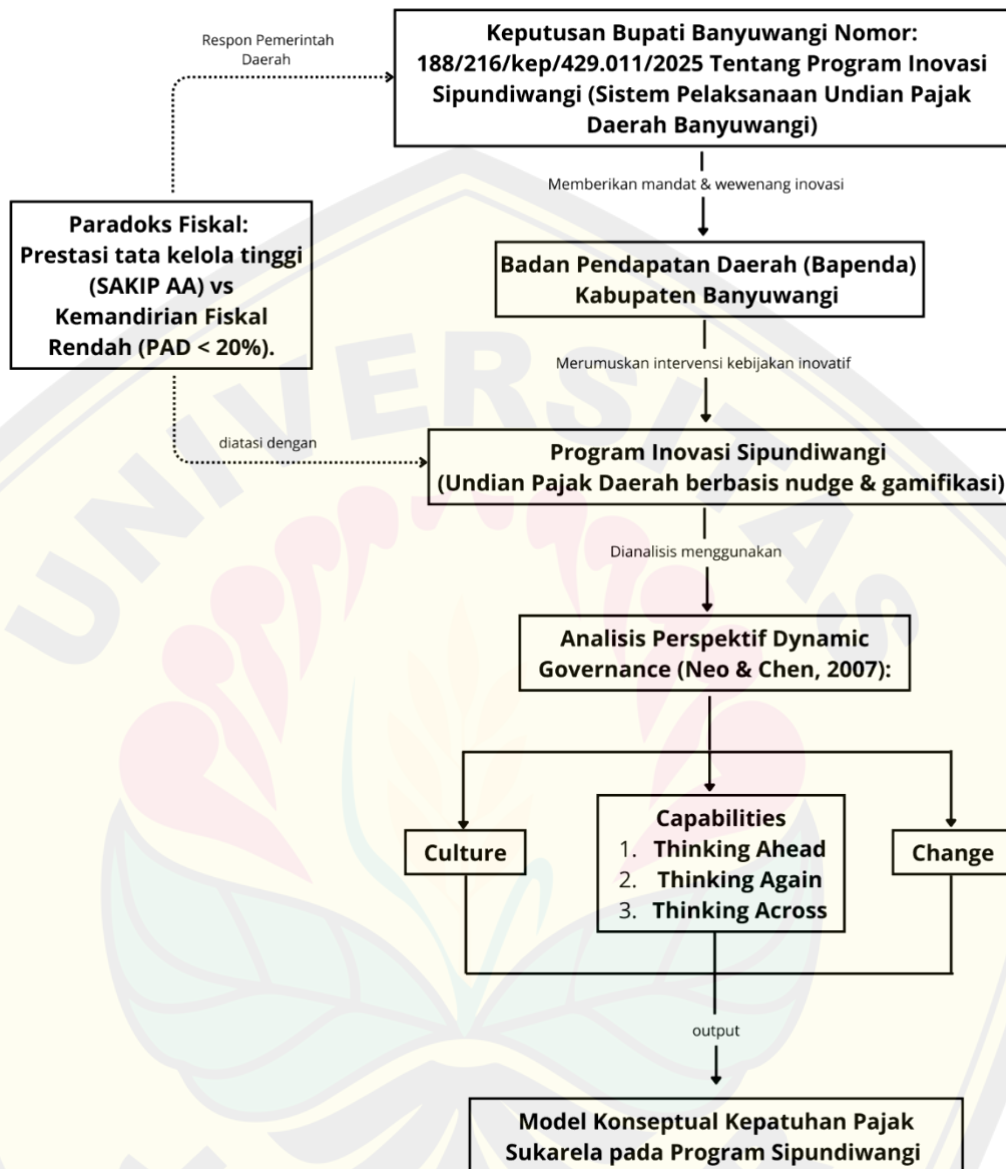 Respon Pemerintah
Daerah
Keputusan Bupati Banyuwangi Nomor:
188/216/kep/429.011/2025 Tentang Program Inovasi
Sipundiwangi (Sistem Pelaksanaan Undian Pajak
Daerah Banyuwangi)
Memberikan mandat & wewenang inovasi
Paradoks Fiskal:
Prestasi tata kelola tinggi
(SAKIP AA) vs
Kemandirian Fiskal
Rendah (PAD < 20%).
Badan Pendapatan Daerah (Bapenda)
Kabupaten Banyuwangi
Merumuskan intervensi kebijakan inovatif
diatasi dengan
Program Inovasi Sipundiwangi
(Undian Pajak Daerah berbasis nudge & gamifikasi)
Dianalisis menggunakan
Analisis Perspektif Dynamic
Governance (Neo & Chen, 2007):
Culture
Capabilities
1. Thinking Ahead
2. Thinking Again
3. Thinking Across
Change
output
Model Konseptual Kepatuhan Pajak
Sukarela pada Program Sipundiwangi
UNIVERSITAS